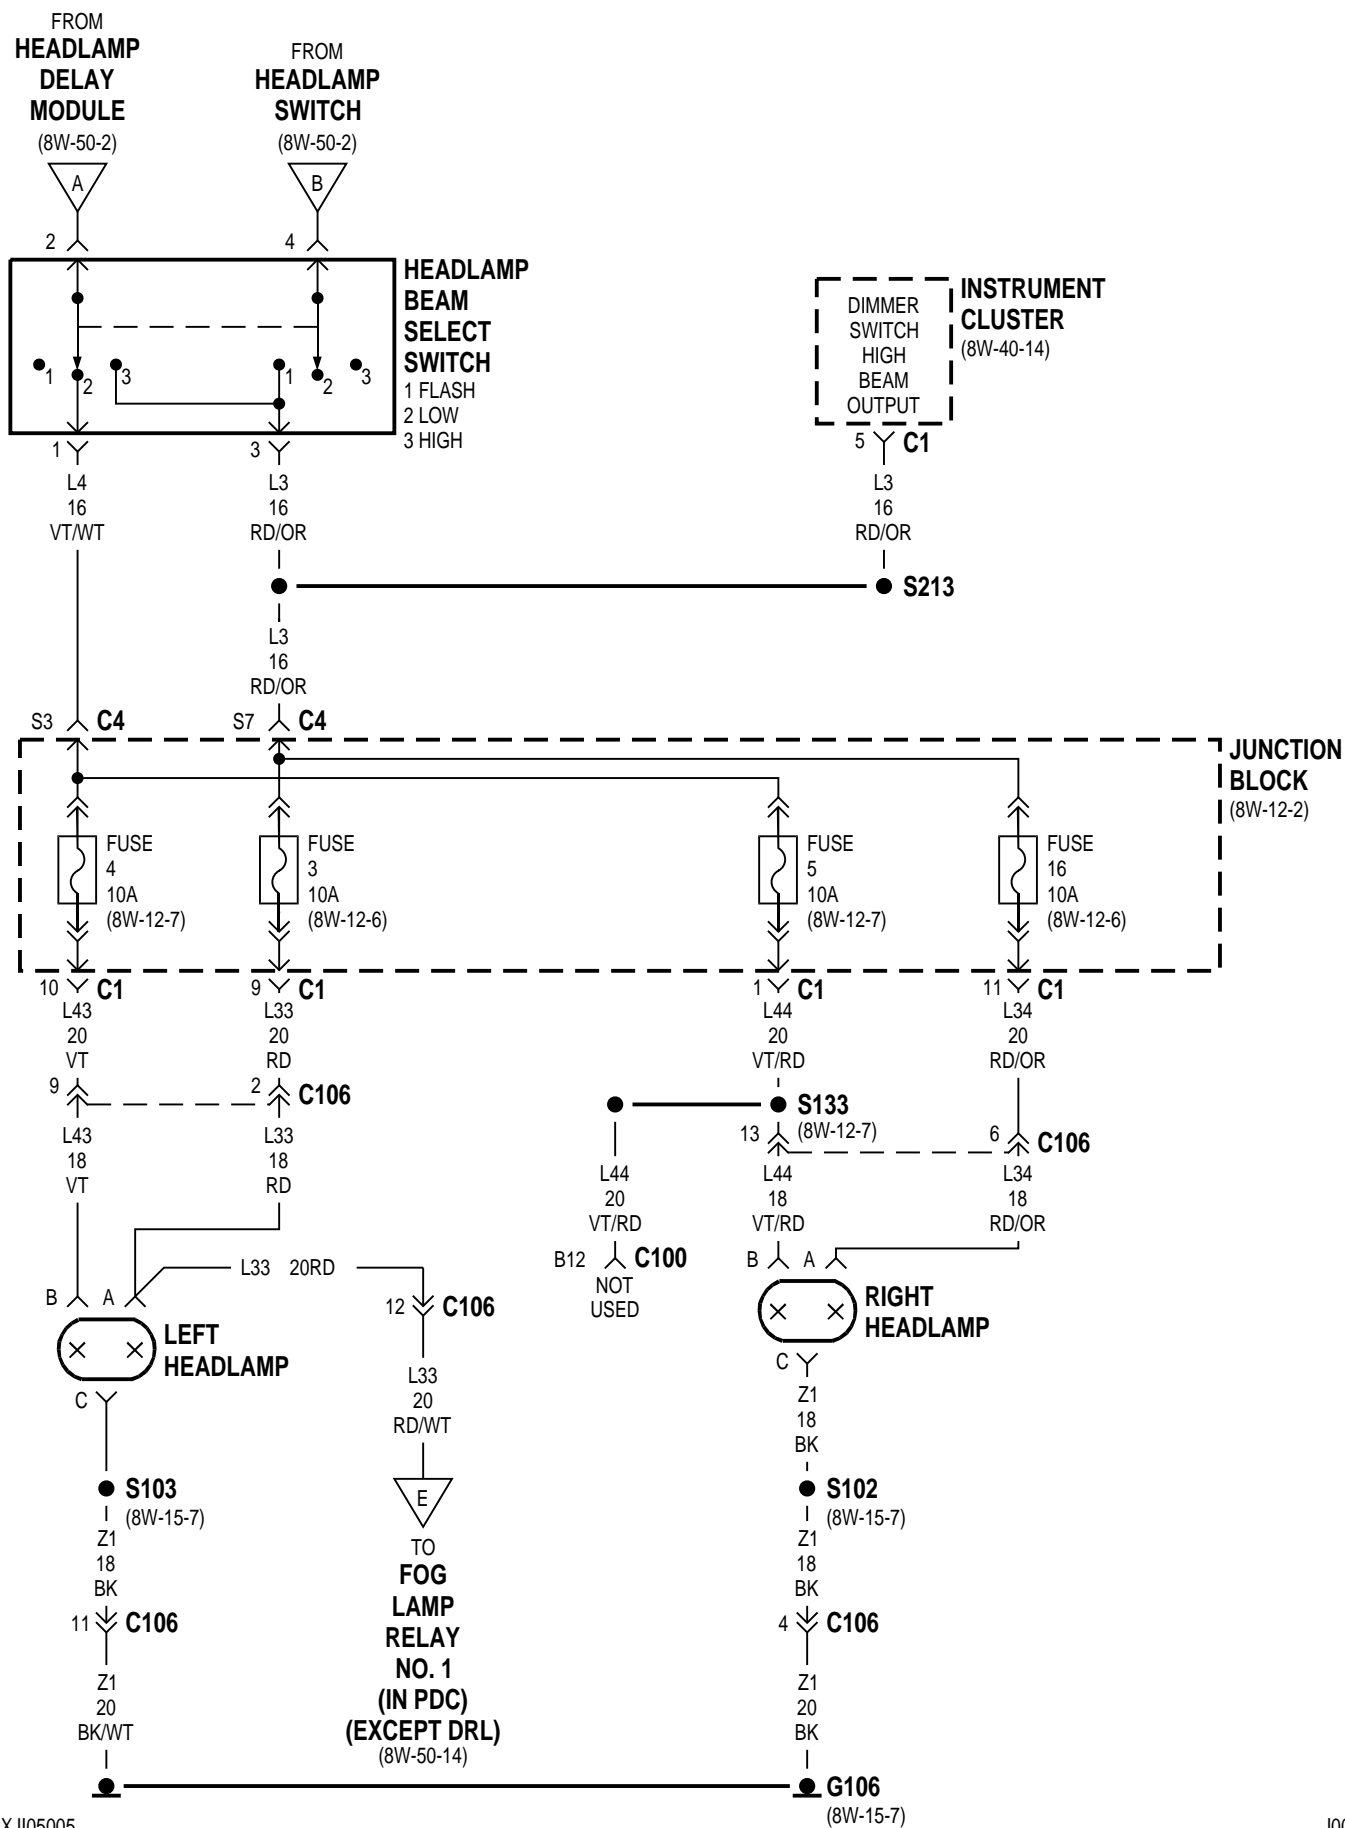 FROM
HEADLAMP
DELAY
MODULE
(8W-50-2)
A
FROM
HEADLAMP
SWITCH
(8W-50-2)
B
2
4
HEADLAMP
BEAM
SELECT
SWITCH
1 FLASH
2 LOW
3 HIGH
1
2
3
1
2
3
DIMMER
SWITCH
HIGH
BEAM
OUTPUT
INSTRUMENT
CLUSTER
(8W-40-14)
1
3
5
C1
L4
16
VT/WT
L3
16
RD/OR
L3
16
RD/OR
S213
L3
16
RD/OR
S3
C4
S7
C4
JUNCTION
BLOCK
(8W-12-2)
FUSE
4
10A
(8W-12-7)
FUSE
3
10A
(8W-12-6)
FUSE
5
10A
(8W-12-7)
FUSE
16
10A
(8W-12-6)
10
C1
9
C1
1
C1
11
C1
L43
20
VT
L33
20
RD
L44
20
VT/RD
L34
20
RD/OR
9
2
C106
S133
(8W-12-7)
13
6
C106
L43
18
VT
L33
18
RD
L44
20
VT/RD
L44
18
VT/RD
L34
18
RD/OR
B12
C100
NOT
USED
B
A
RIGHT
HEADLAMP
L33 20RD
B
A
LEFT
HEADLAMP
12
C106
C
C
L33
20
RD/WT
Z1
18
BK
E
S103
(8W-15-7)
S102
(8W-15-7)
TO
FOG
LAMP
RELAY
NO. 1
(IN PDC)
(EXCEPT DRL)
(8W-50-14)
Z1
18
BK
Z1
18
BK
11
C106
4
C106
Z1
20
BK/WT
Z1
20
BK
G106
(8W-15-7)